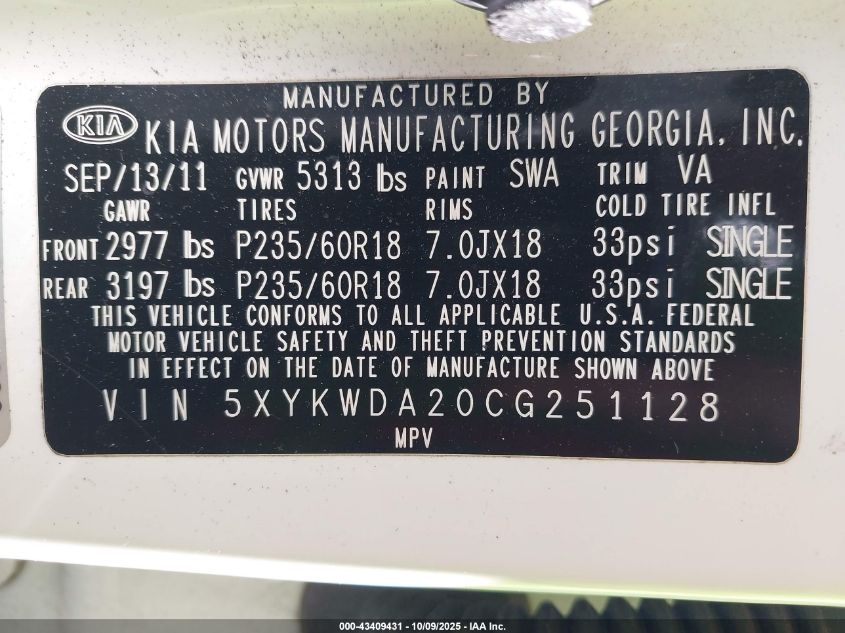 MANUFACTURED BY
KIA KIA MOTORS MANUFACTURING GEORGIA, INC.
SEP/13/11 GVWR 5313 lbs PAINT SWA TRIM VA
GAWR TIRES RIMS COLD TIRE INFL
FRONT 2977 lbs P235/60R18 7.0JX18 33psi SINGLE
REAR 3197 lbs P235/60R18 7.0JX18 33psi SINGLE
THIS VEHICLE CONFORMS TO ALL APPLICABLE U.S.A. FEDERAL
MOTOR VEHICLE SAFETY AND THEFT PREVENTION STANDARDS
IN EFFECT ON THE DATE OF MANUFACTURE SHOWN ABOVE
VIN 5XYKWDA20CG251128
MPV
000-43409431 - 10/09/2025 - IAA Inc.